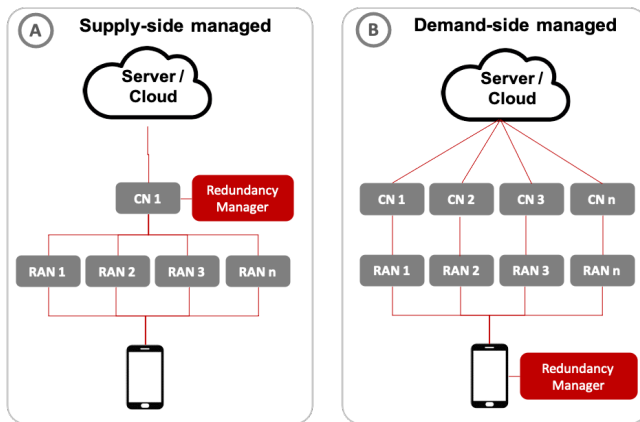 A
Supply-side managed
Server /
Cloud
CN 1
Redundancy
Manager
RAN 1
RAN 2
RAN 3
RAN n
B
Demand-side managed
Server /
Cloud
CN 1
CN 2
CN 3
CN n
RAN 1
RAN 2
RAN 3
RAN n
Redundancy
Manager